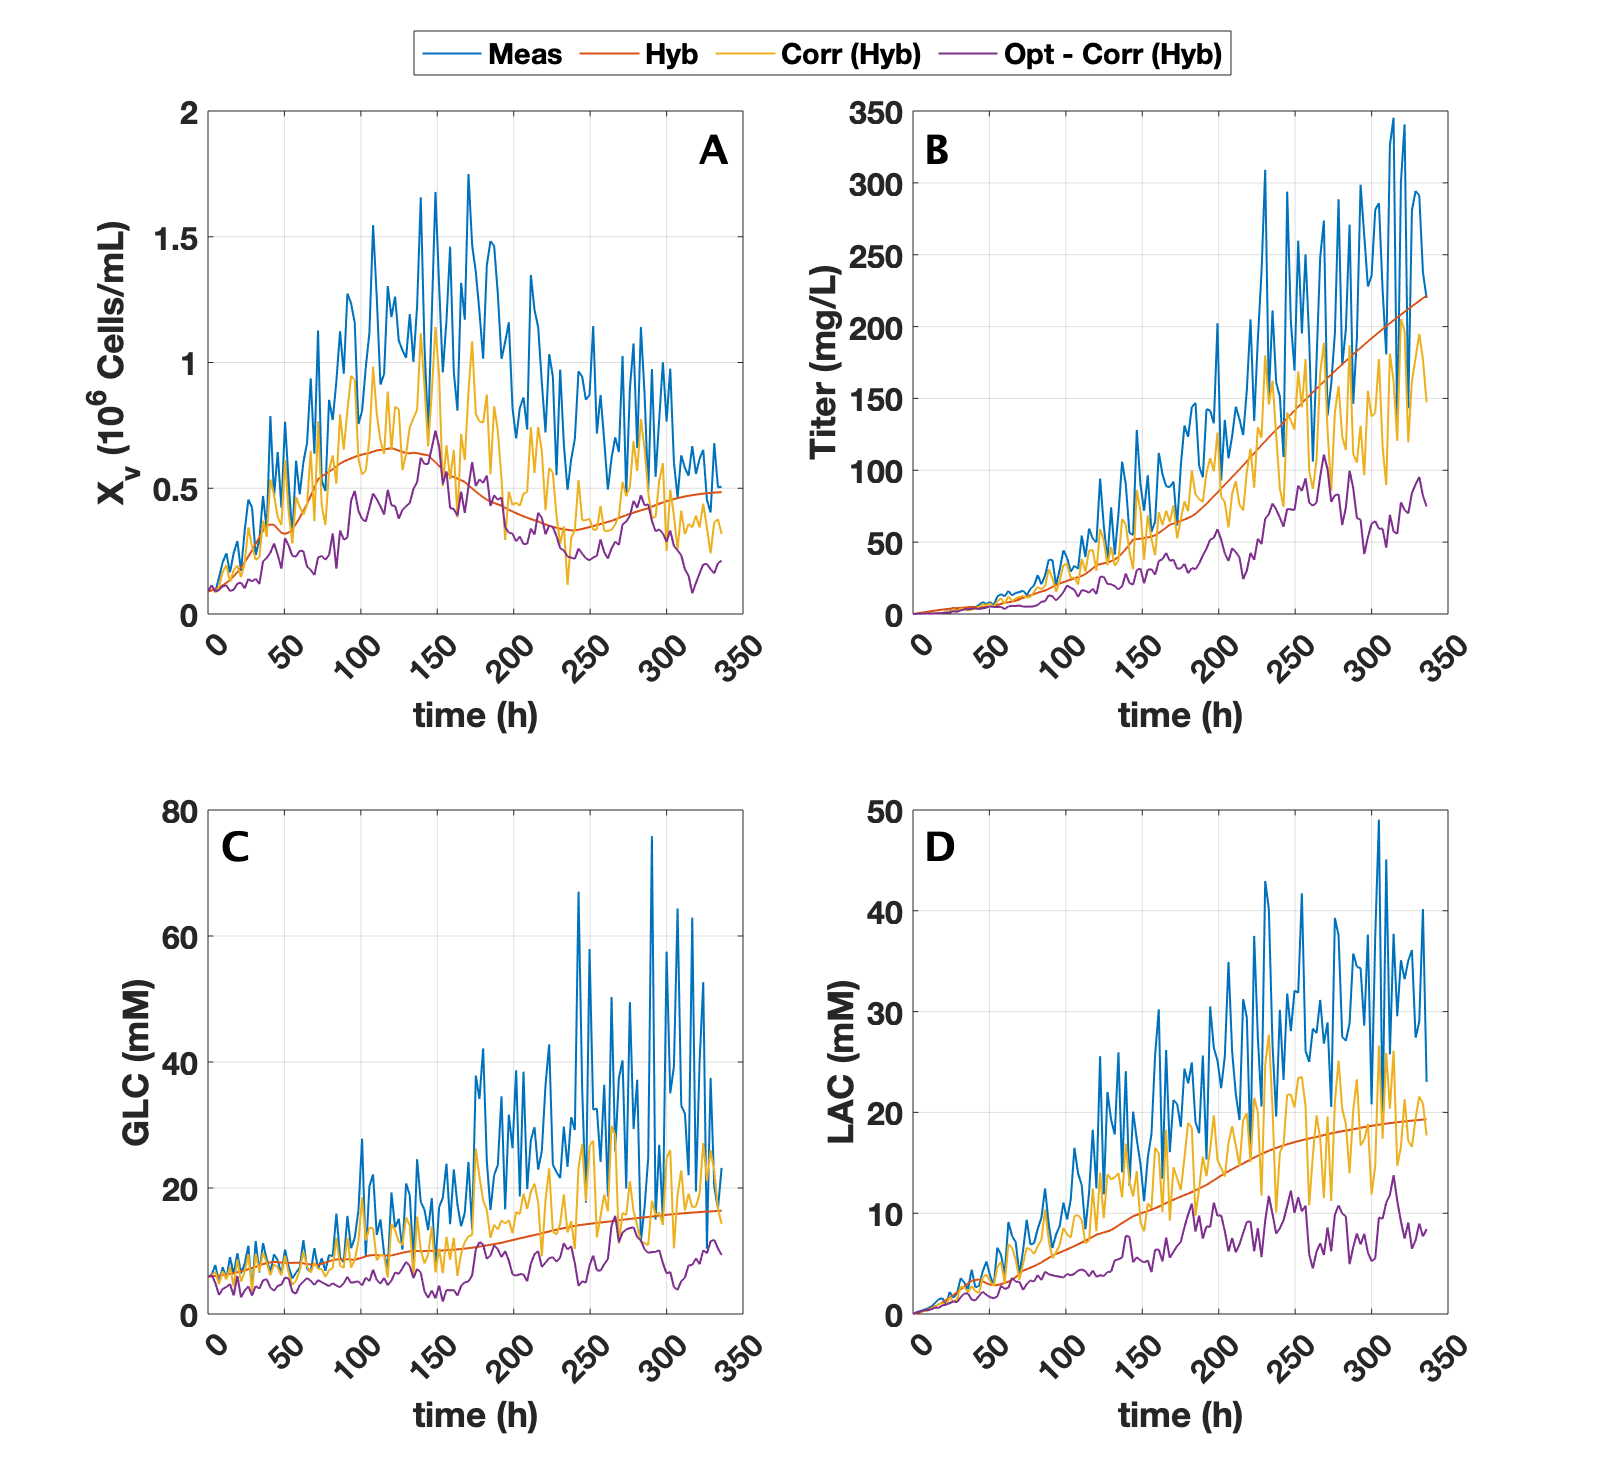 Meas Hyb Corr (Hyb) Opt - Corr (Hyb)
A
2
1.5
1
0.5
0
X_v (10^6 Cells/mL)
0 50 100 150 200 250 300 350
time (h)
B
350
300
250
200
150
100
50
0
Titer (mg/L)
0 50 100 150 200 250 300 350
time (h)
C
80
60
40
20
0
GLC (mM)
0 50 100 150 200 250 300 350
time (h)
D
50
40
30
20
10
0
LAC (mM)
0 50 100 150 200 250 300 350
time (h)